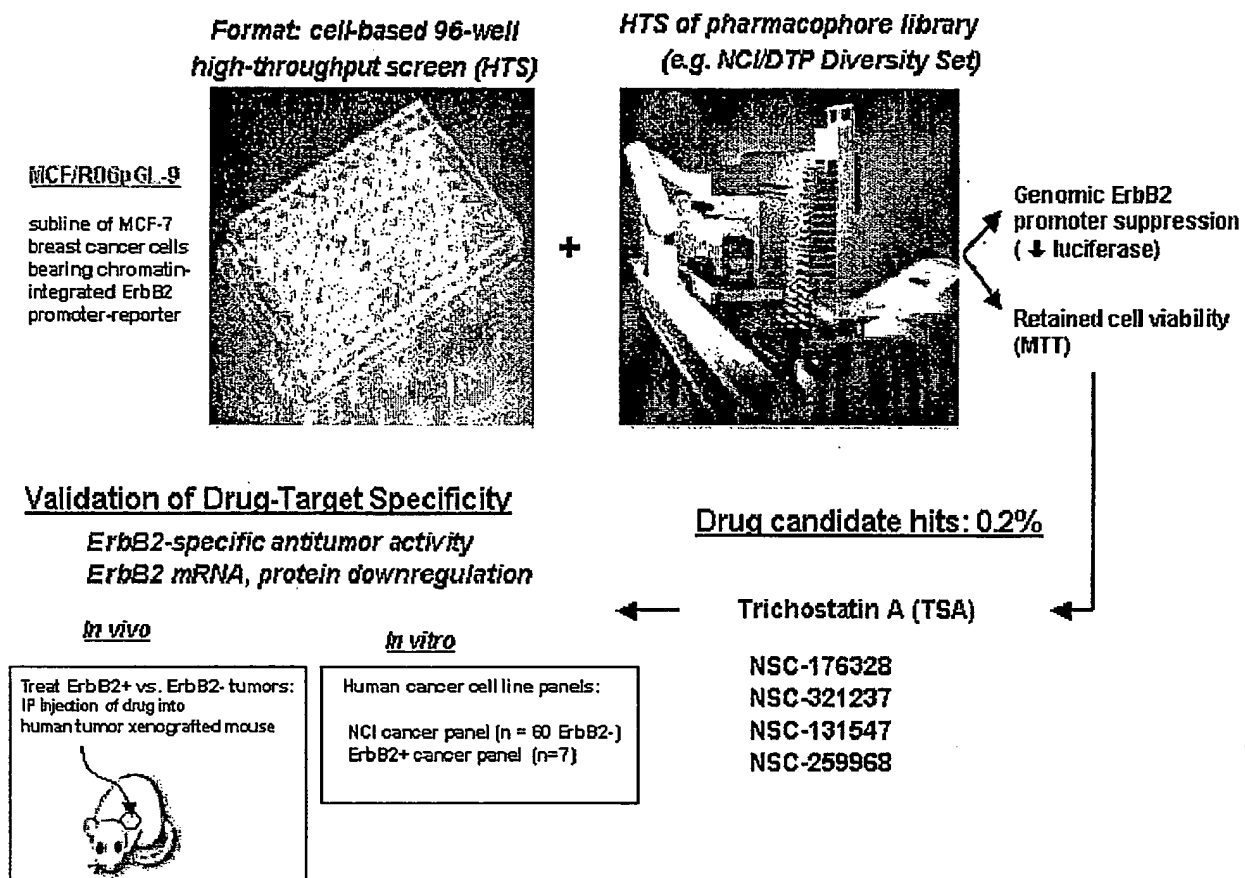 Format: cell-based 96-well
high-throughput screen (HTS)
HTS of pharmacophore library
(e.g. NCI/DTP Diversity Set)
MCF/R06pGL-9
subline of MCF-7
breast cancer cells
bearing chromatin-
integrated ErbB2
promoter-reporter
+
Genomic ErbB2
promoter suppression
(↓ luciferase)
Retained cell viability
(MTT)
Drug candidate hits: 0.2%
Trichostatin A (TSA)
NSC-176328
NSC-321237
NSC-131547
NSC-259968
Validation of Drug-Target Specificity
ErbB2-specific antitumor activity
ErbB2 mRNA, protein downregulation
In vivo
Treat ErbB2+ vs. ErbB2- tumors:
IP Injection of drug into
human tumor xenografted mouse
In vitro
Human cancer cell line panels:
NCI cancer panel (n = 60 ErbB2-)
ErbB2+ cancer panel (n=7)